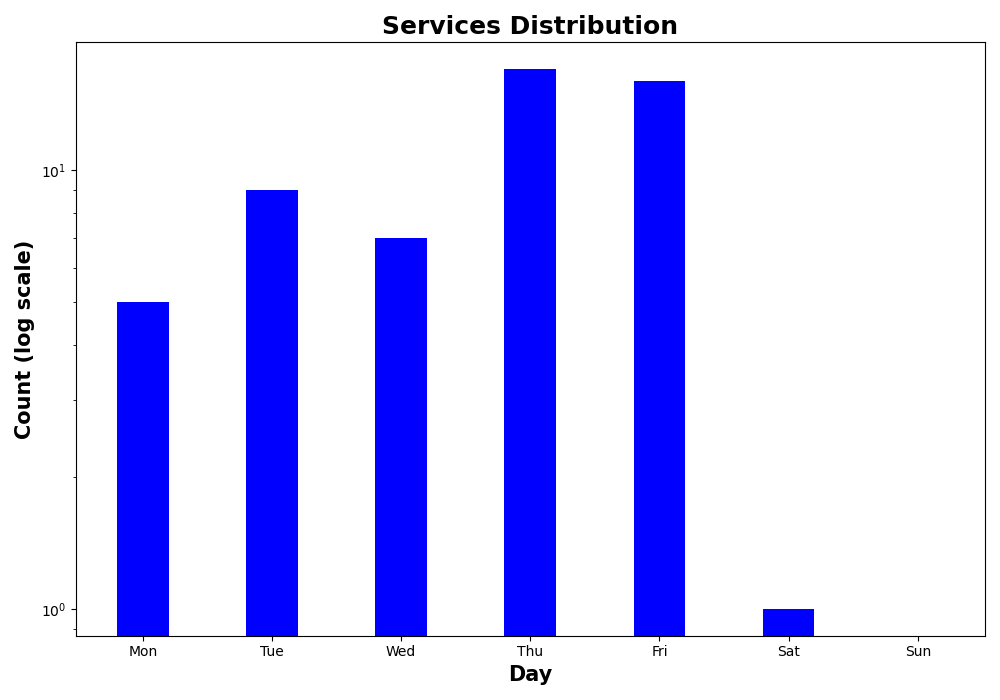 Services Distribution
Count (log scale)
10¹
10⁰
Mon Tue Wed Thu Fri Sat Sun
Day